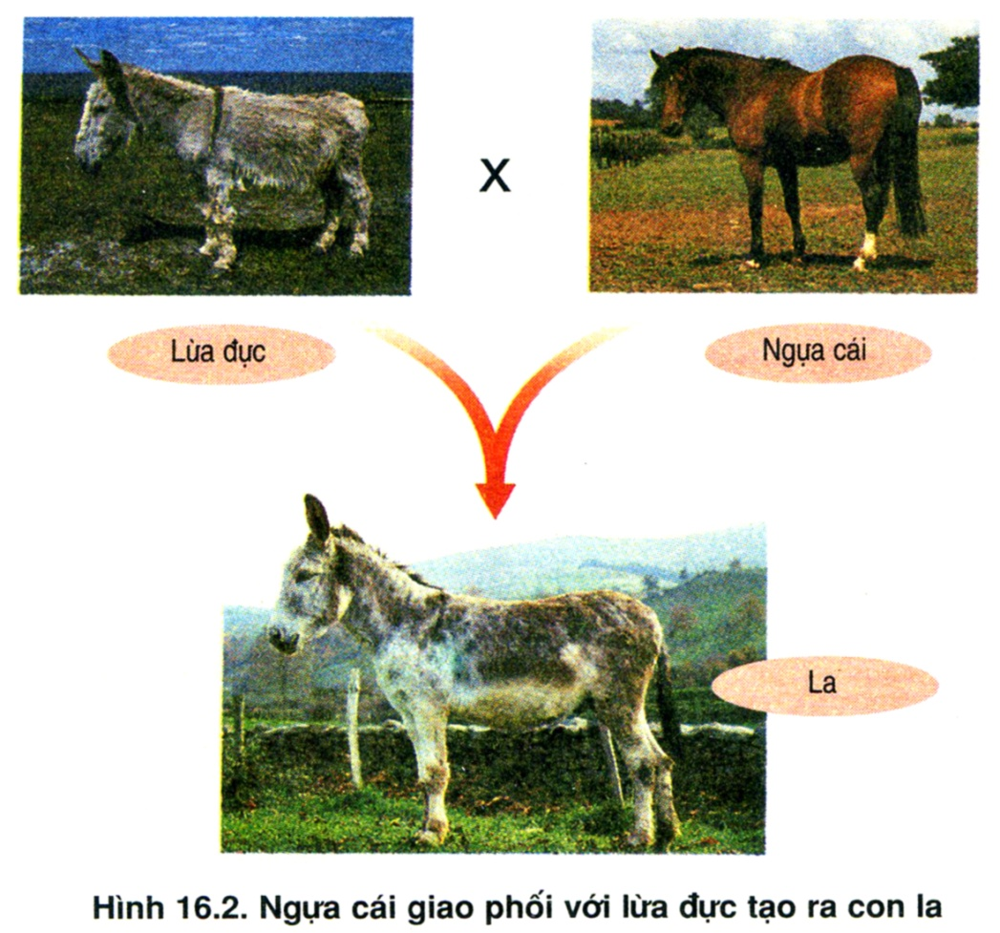 X
Lừa đực
Ngựa cái
La
Hình 16.2. Ngựa cái giao phối với lừa đực tạo ra con la